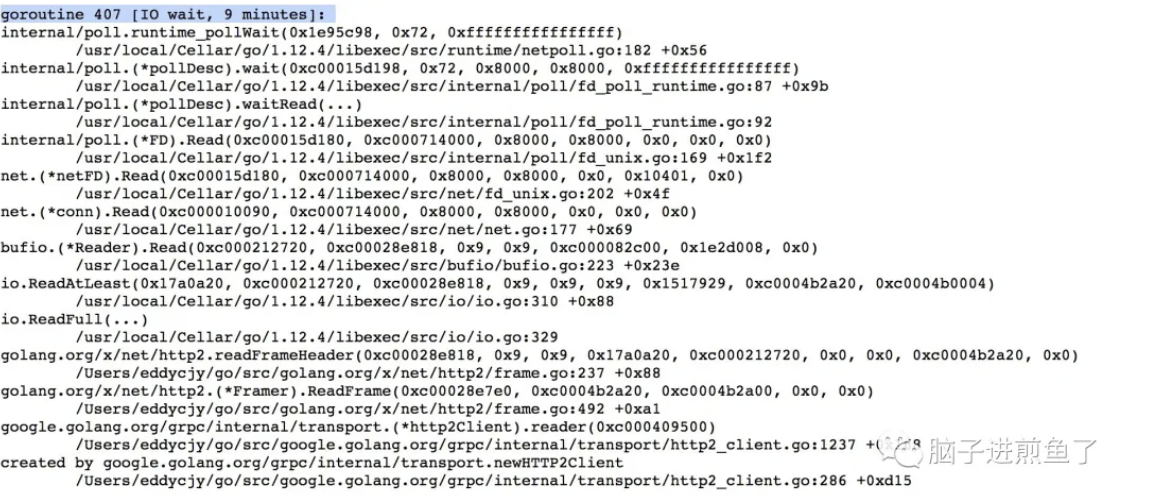 goroutine 407 [IO wait, 9 minutes]:
internal/poll.runtime_pollWait(0x1e95c98, 0x72, 0xffffffffffffffff)
/usr/local/Cellar/go/1.12.4/libexec/src/runtime/netpoll.go:182 +0x56
internal/poll.(*pollDesc).wait(0xc00015d198, 0x72, 0x8000, 0x8000, 0xffffffffffffffff)
/usr/local/Cellar/go/1.12.4/libexec/src/internal/poll/fd_poll_runtime.go:87 +0x9b
internal/poll.(*pollDesc).waitRead(...)
/usr/local/Cellar/go/1.12.4/libexec/src/internal/poll/fd_poll_runtime.go:92
internal/poll.(*FD).Read(0xc00015d180, 0xc000714000, 0x8000, 0x8000, 0x0, 0x0, 0x0)
/usr/local/Cellar/go/1.12.4/libexec/src/internal/poll/fd_unix.go:169 +0x1f2
net.(*netFD).Read(0xc00015d180, 0xc000714000, 0x8000, 0x8000, 0x0, 0x10401, 0x0)
/usr/local/Cellar/go/1.12.4/libexec/src/net/fd_unix.go:202 +0x4f
net.(*conn).Read(0xc000010090, 0xc000714000, 0x8000, 0x8000, 0x0, 0x0, 0x0)
/usr/local/Cellar/go/1.12.4/libexec/src/net/net.go:177 +0x69
bufio.(*Reader).Read(0xc000212720, 0xc00028e818, 0x9, 0x9, 0xc000082c00, 0x1e2d008, 0x0)
/usr/local/Cellar/go/1.12.4/libexec/src/bufio/bufio.go:223 +0x23e
io.ReadAtLeast(0x17a0a20, 0xc000212720, 0xc00028e818, 0x9, 0x9, 0x9, 0x1517929, 0xc0004b2a20, 0xc0004b0004)
/usr/local/Cellar/go/1.12.4/libexec/src/io/io.go:310 +0x88
io.ReadFull(...)
/usr/local/Cellar/go/1.12.4/libexec/src/io/io.go:329
golang.org/x/net/http2.readFrameHeader(0xc00028e818, 0x9, 0x9, 0x17a0a20, 0xc000212720, 0x0, 0x0, 0xc0004b2a20, 0x0)
/Users/eddycjy/go/src/golang.org/x/net/http2/frame.go:237 +0x88
golang.org/x/net/http2.(*Framer).ReadFrame(0xc00028e7e0, 0xc0004b2a20, 0xc0004b2a00, 0x0, 0x0)
/Users/eddycjy/go/src/golang.org/x/net/http2/frame.go:492 +0xa1
google.golang.org/grpc/internal/transport.(*http2Client).reader(0xc000409500)
/Users/eddycjy/go/src/google.golang.org/grpc/internal/transport/http2_client.go:1237
created by google.golang.org/grpc/internal/transport.newHTTP2Client
/Users/eddycjy/go/src/google.golang.org/grpc/internal/transport/http2_client.go:286 +0xd15
脑子进煎鱼了